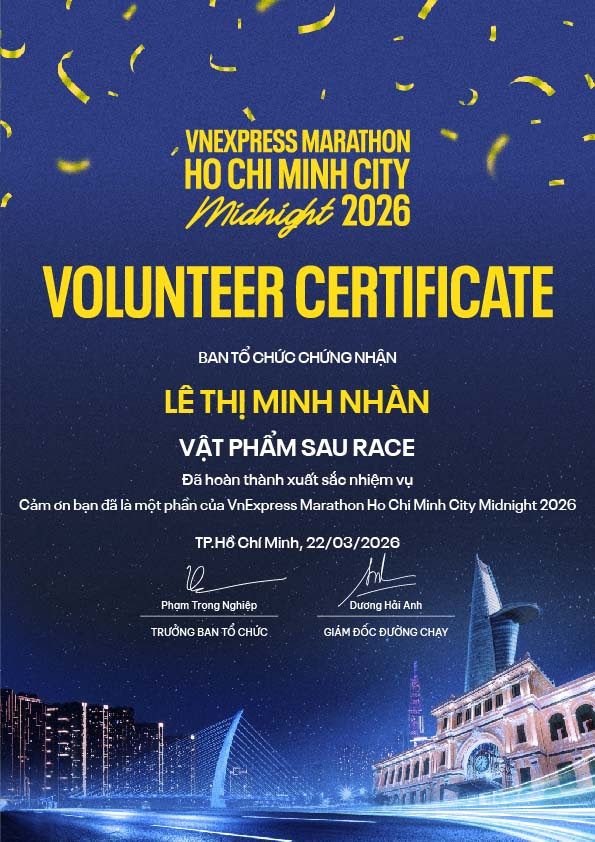 VNEXPRESS MARATHON
HO CHI MINH CITY
Midnight 2026
VOLUNTEER CERTIFICATE
BAN TỔ CHỨC CHỨNG NHẬN
LÊ THỊ MINH NHÀN
VẬT PHẨM SAU RACE
Đã hoàn thành xuất sắc nhiệm vụ
Cảm ơn bạn đã là một phần của VnExpress Marathon Ho Chi Minh City Midnight 2026
TP.Hồ Chí Minh, 22/03/2026
Phạm Trọng Nghiệp
Dương Hải Anh
TRƯỞNG BAN TỔ CHỨC
GIÁM ĐỐC ĐƯỜNG CHẠY